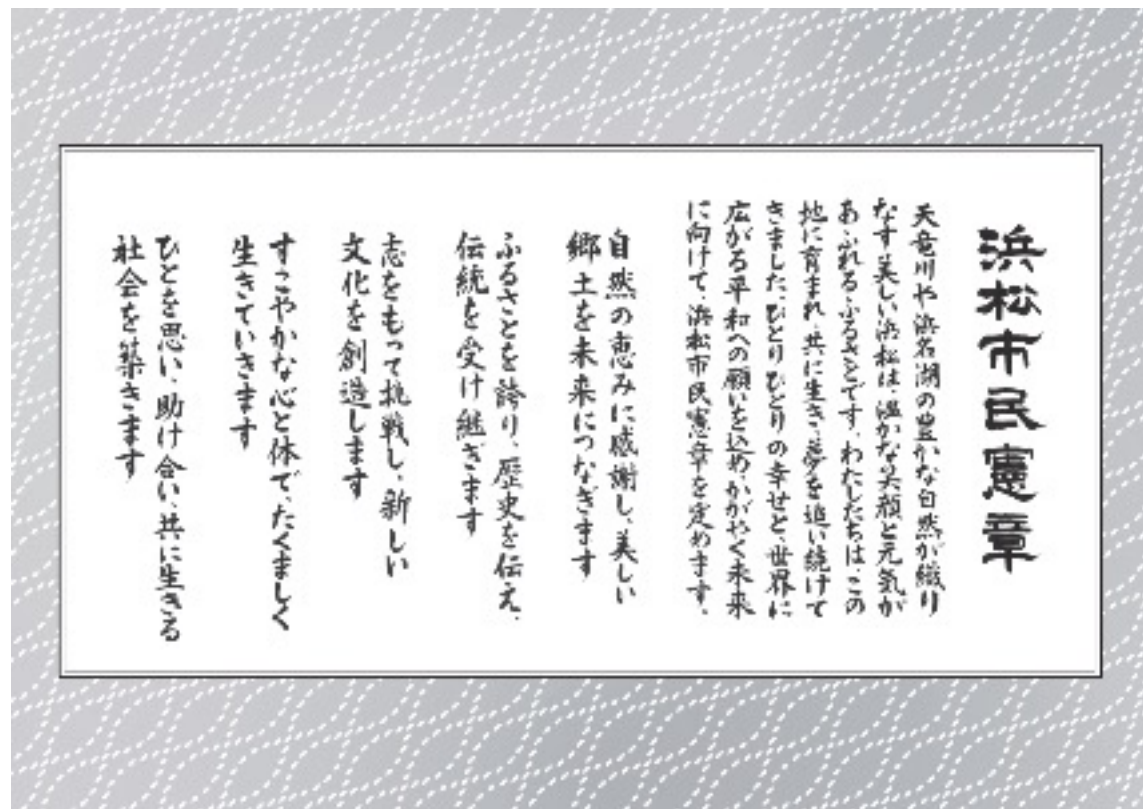 浜松市民憲章
天竜川や浜名湖の豊かな自然が織り
なす美しい浜松は、温かな笑顔と元気が
あふれるふるさとです。わたしたちは、この
地に育まれ、共に生き、夢を追い続けて
きました。ひとりひとりの幸せと、世界に
広がる平和への願いを込め、かがやく未来
に向けて、浜松市民憲章を定めます。
自然の恵みに感謝し、美しい
郷土を未来につなぎます
ふるさとを誇り、歴史を伝え、
伝統を受け継ぎます
志をもって挑戦し、新しい
文化を創造します
すこやかな心と体で、たくましく
生きていきます
ひとを思い、助け合い、共に生きる
社会を築きます